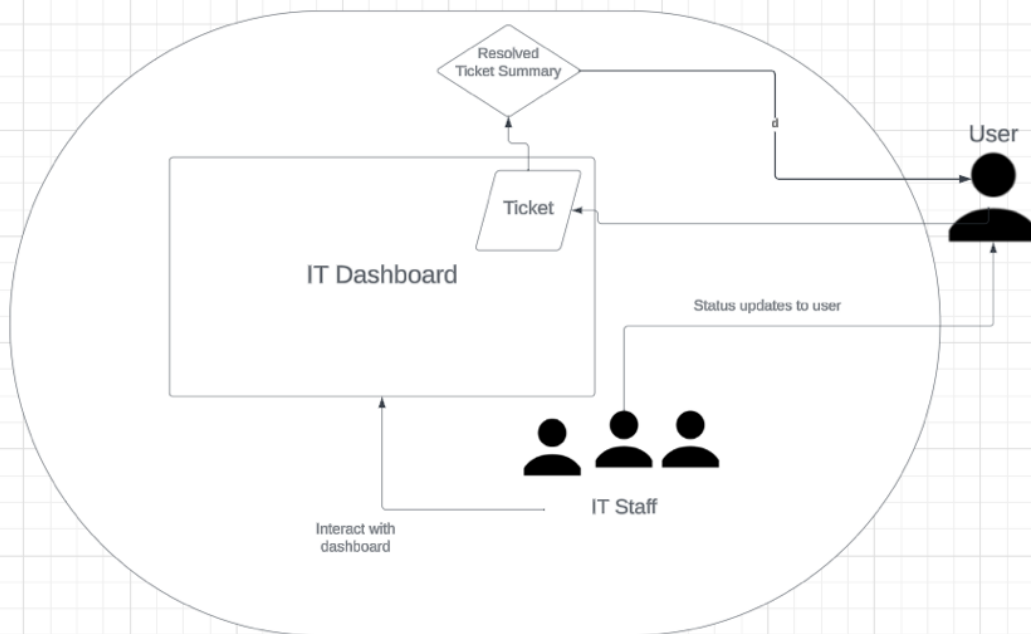 Resolved
Ticket Summary
d
User
Ticket
IT Dashboard
Status updates to user
IT Staff
Interact with
dashboard